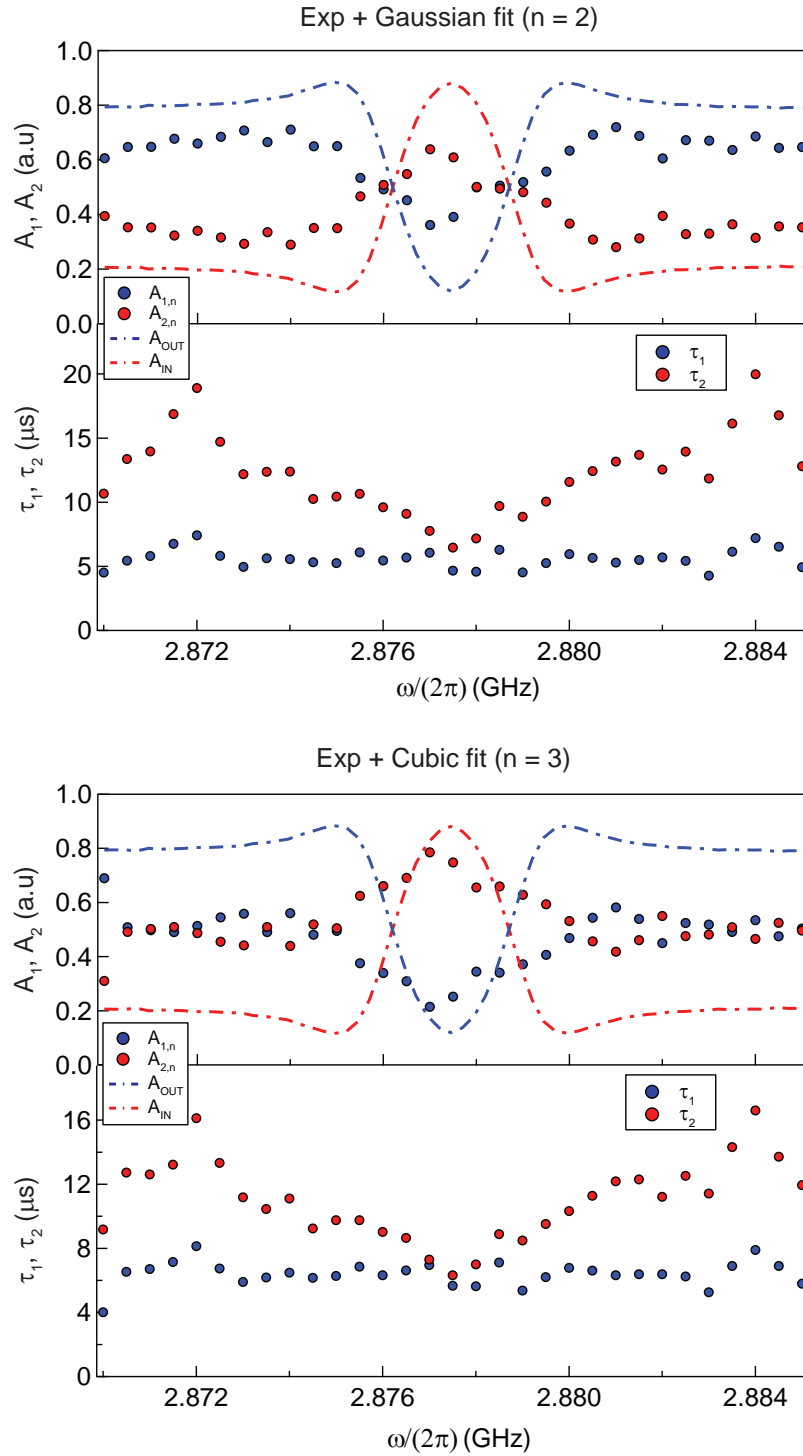 Exp + Gaussian fit (n = 2)
1.0
0.8
0.6
0.4
0.2
0.0
A₁, A₂ (a.u)
A₁,ₙ
A₂,ₙ
A_OUT
A_IN
20
15
10
5
0
τ₁, τ₂ (μs)
τ₁
τ₂
2.872
2.876
2.880
2.884
ω/(2π) (GHz)
Exp + Cubic fit (n = 3)
1.0
0.8
0.6
0.4
0.2
0.0
A₁, A₂ (a.u)
A₁,ₙ
A₂,ₙ
A_OUT
A_IN
16
12
8
4
0
τ₁, τ₂ (μs)
τ₁
τ₂
2.872
2.876
2.880
2.884
ω/(2π) (GHz)